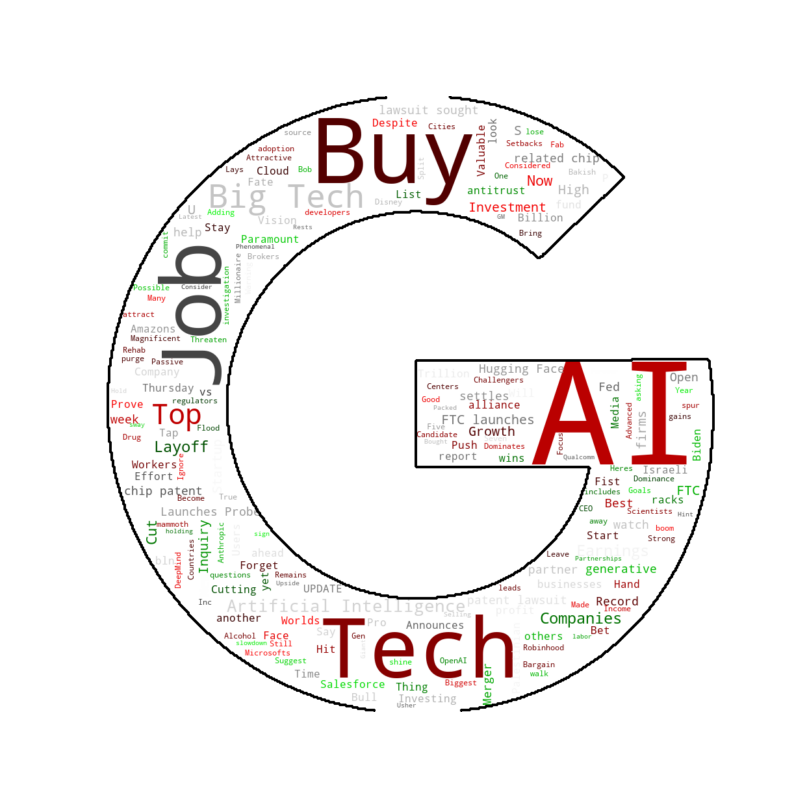 lawsuit sought
Despite
Cities
source
Buy
Valuable
look
S
lose
Setbacks
Fab
adoption
Attractive
related chip
Considered
Lays
Cloud
Bob
Split
One
Now
Bakish
P
Fate
Big Tech
List
antitrust
High
Disney
Investment
fund
U
Latest
Adding
developers
GM
Billion
Vision
Rests
help
Stay
Bring
commit
Paramount
Phenomenal
Job
Brokers
Millionaire
investigation
Possible
Consider
Many
attract
Amazons
Magnificent
Threaten
Rehab
purge
Passive
Company
Thursday
vs
Hold
regulators
Prove
Top
week
away
Flood
Drug
Tap
Layoff
Workers
Ignore
Effort
chip patent
Become
True
Launches Probe
mammoth
holding
Cut
Inquiry
Anthropic
Users
sign
Countries
bln
DeepMind
ahead
Forget
questions
yet
Remains
Upside
Cutting
UPDATE
Inc
Artificial Intelligence
another
Worlds
Pro
Selling
Announces
Alcohol
Face
Say
Gen
slowdown
Still
Microsofts
Hit
Tech
Suggest
shine
OpenAI
Time
Salesforce
Thing
Biggest
Merger
Bull
Investing
Usher
Trillion
Hugging Face
Challengers
Centers
settles
Good
Packed
alliance
FTC launches
Five
Growth
Candidate
Bought
Push
Dominates
report
wins
Focus
Qualcomm
AI
Fed
Media
asking
Advanced
firms
Open
Year
spur
gains
Biden
Heres
Israeli
Dominance
Fist
includes
Goals
FTC
Best
racks
CEO
Scientists
Hint
away
watch
boom
Start
Strong
Leave
Earnings
Partnerships
partner
generative
leads
businesses
Hand
patent lawsuit
Made
Record
Income
profit
Companies
others
labor
Bet
Robinhood
Bargain
walk